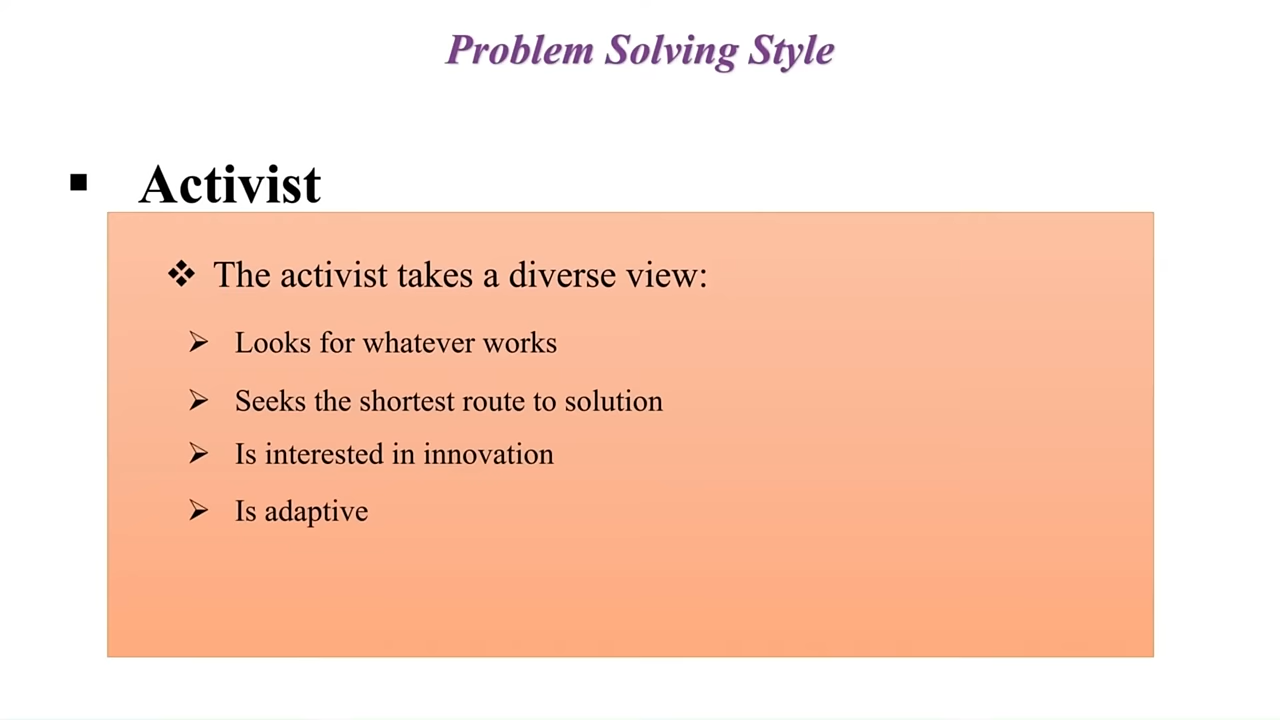 Problem Solving Style
▪ Activist
❖ The activist takes a diverse view:
➢ Looks for whatever works
➢ Seeks the shortest route to solution
➢ Is interested in innovation
➢ Is adaptive